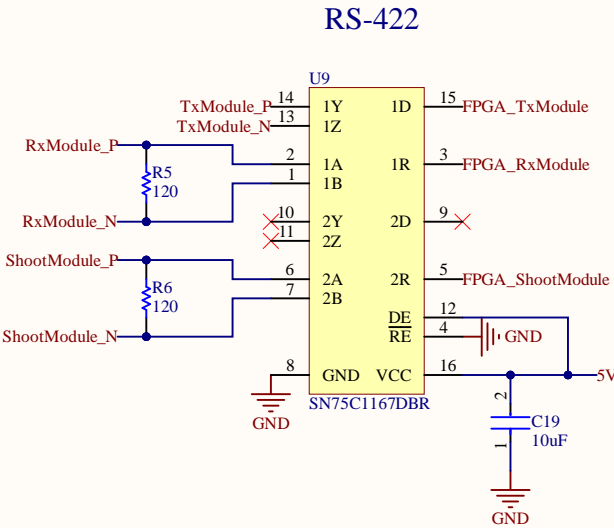 RS-422
U9
TxModule_P 14 1Y 1D 15 FPGA_TxModule
TxModule_N 13 1Z
RxModule_P 2 1A 1R 3 FPGA_RxModule
R5
120
RxModule_N 1 1B
10 2Y 2D 9
11 2Z
ShootModule_P 6 2A 2R 5 FPGA_ShootModule
R6
120
7 2B
ShootModule_N
DE 12
RE 4 GND
8 GND VCC 16 5V
SN75C1167DBR
GND
2
C19
10uF
1
GND